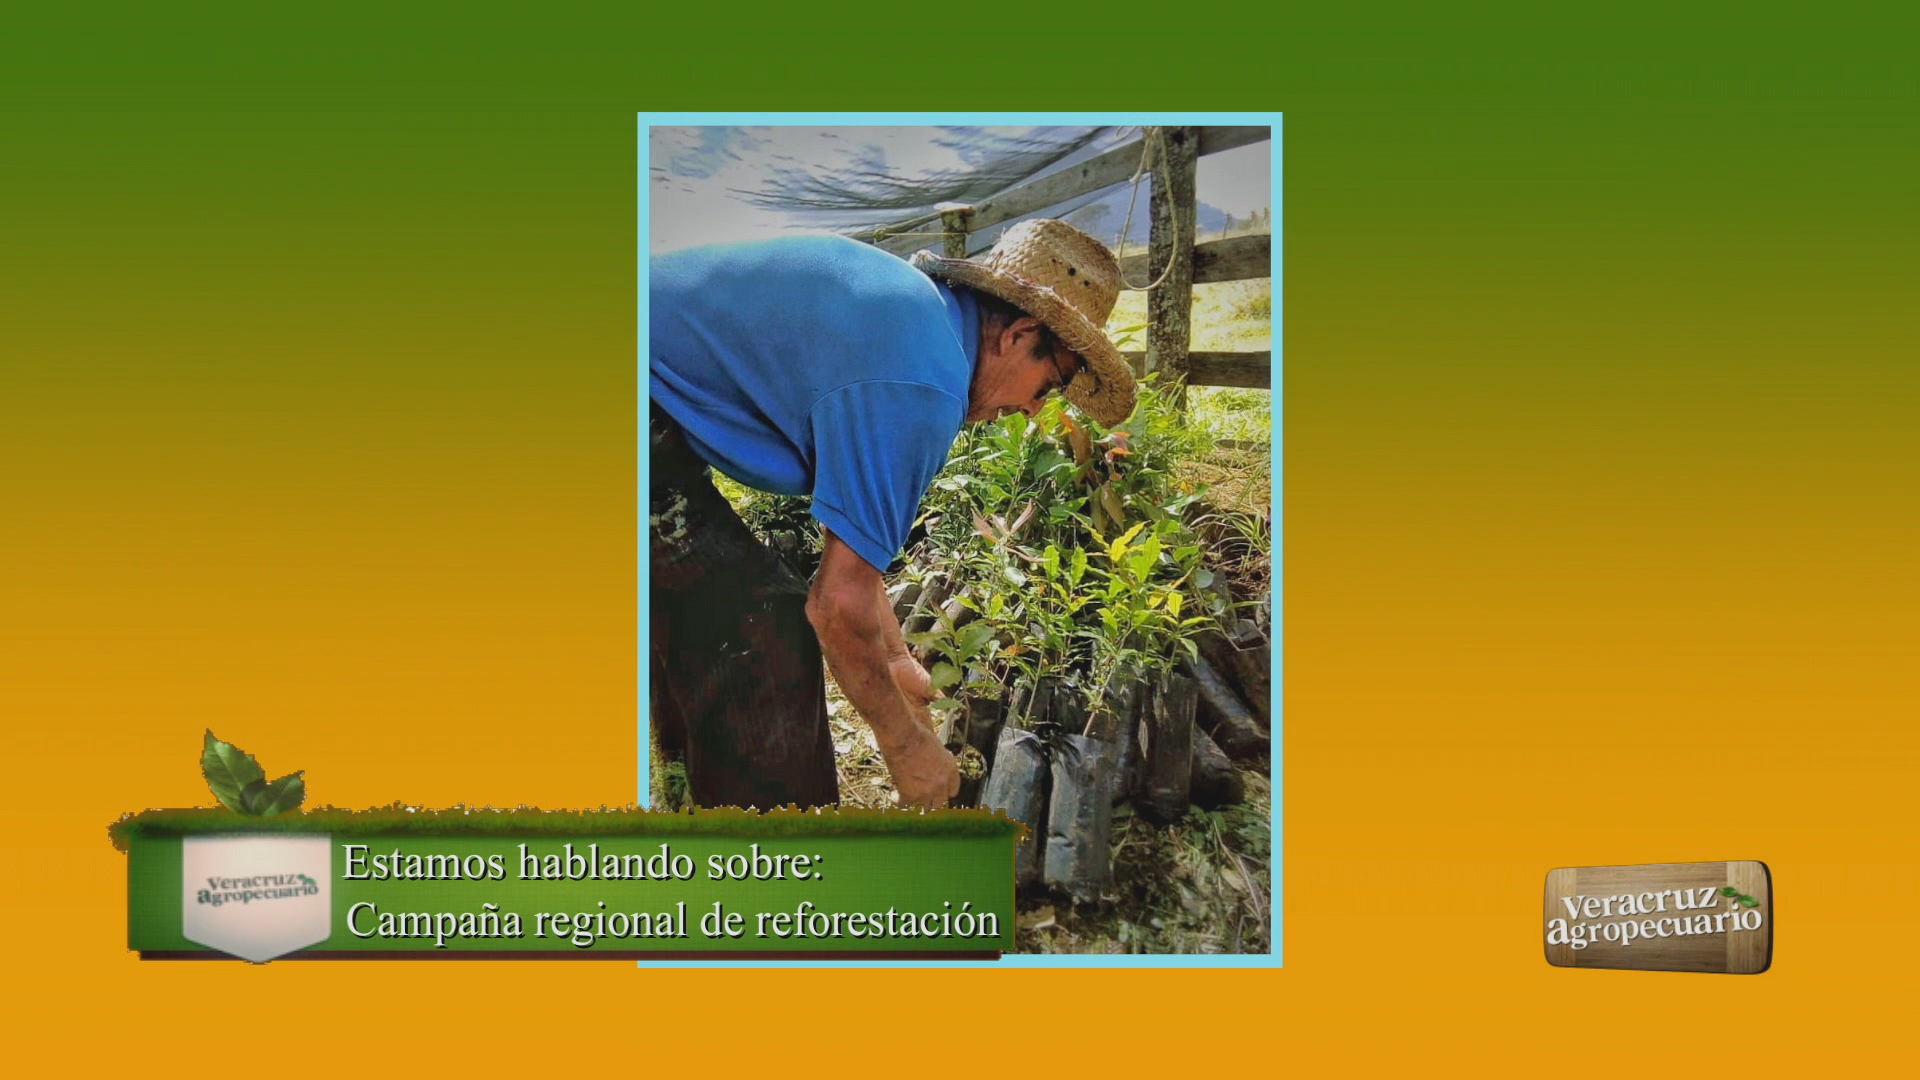 Estamos hablando sobre:
Campaña regional de reforestación
Veracruz
agropecuario
Veracruz
agropecuario